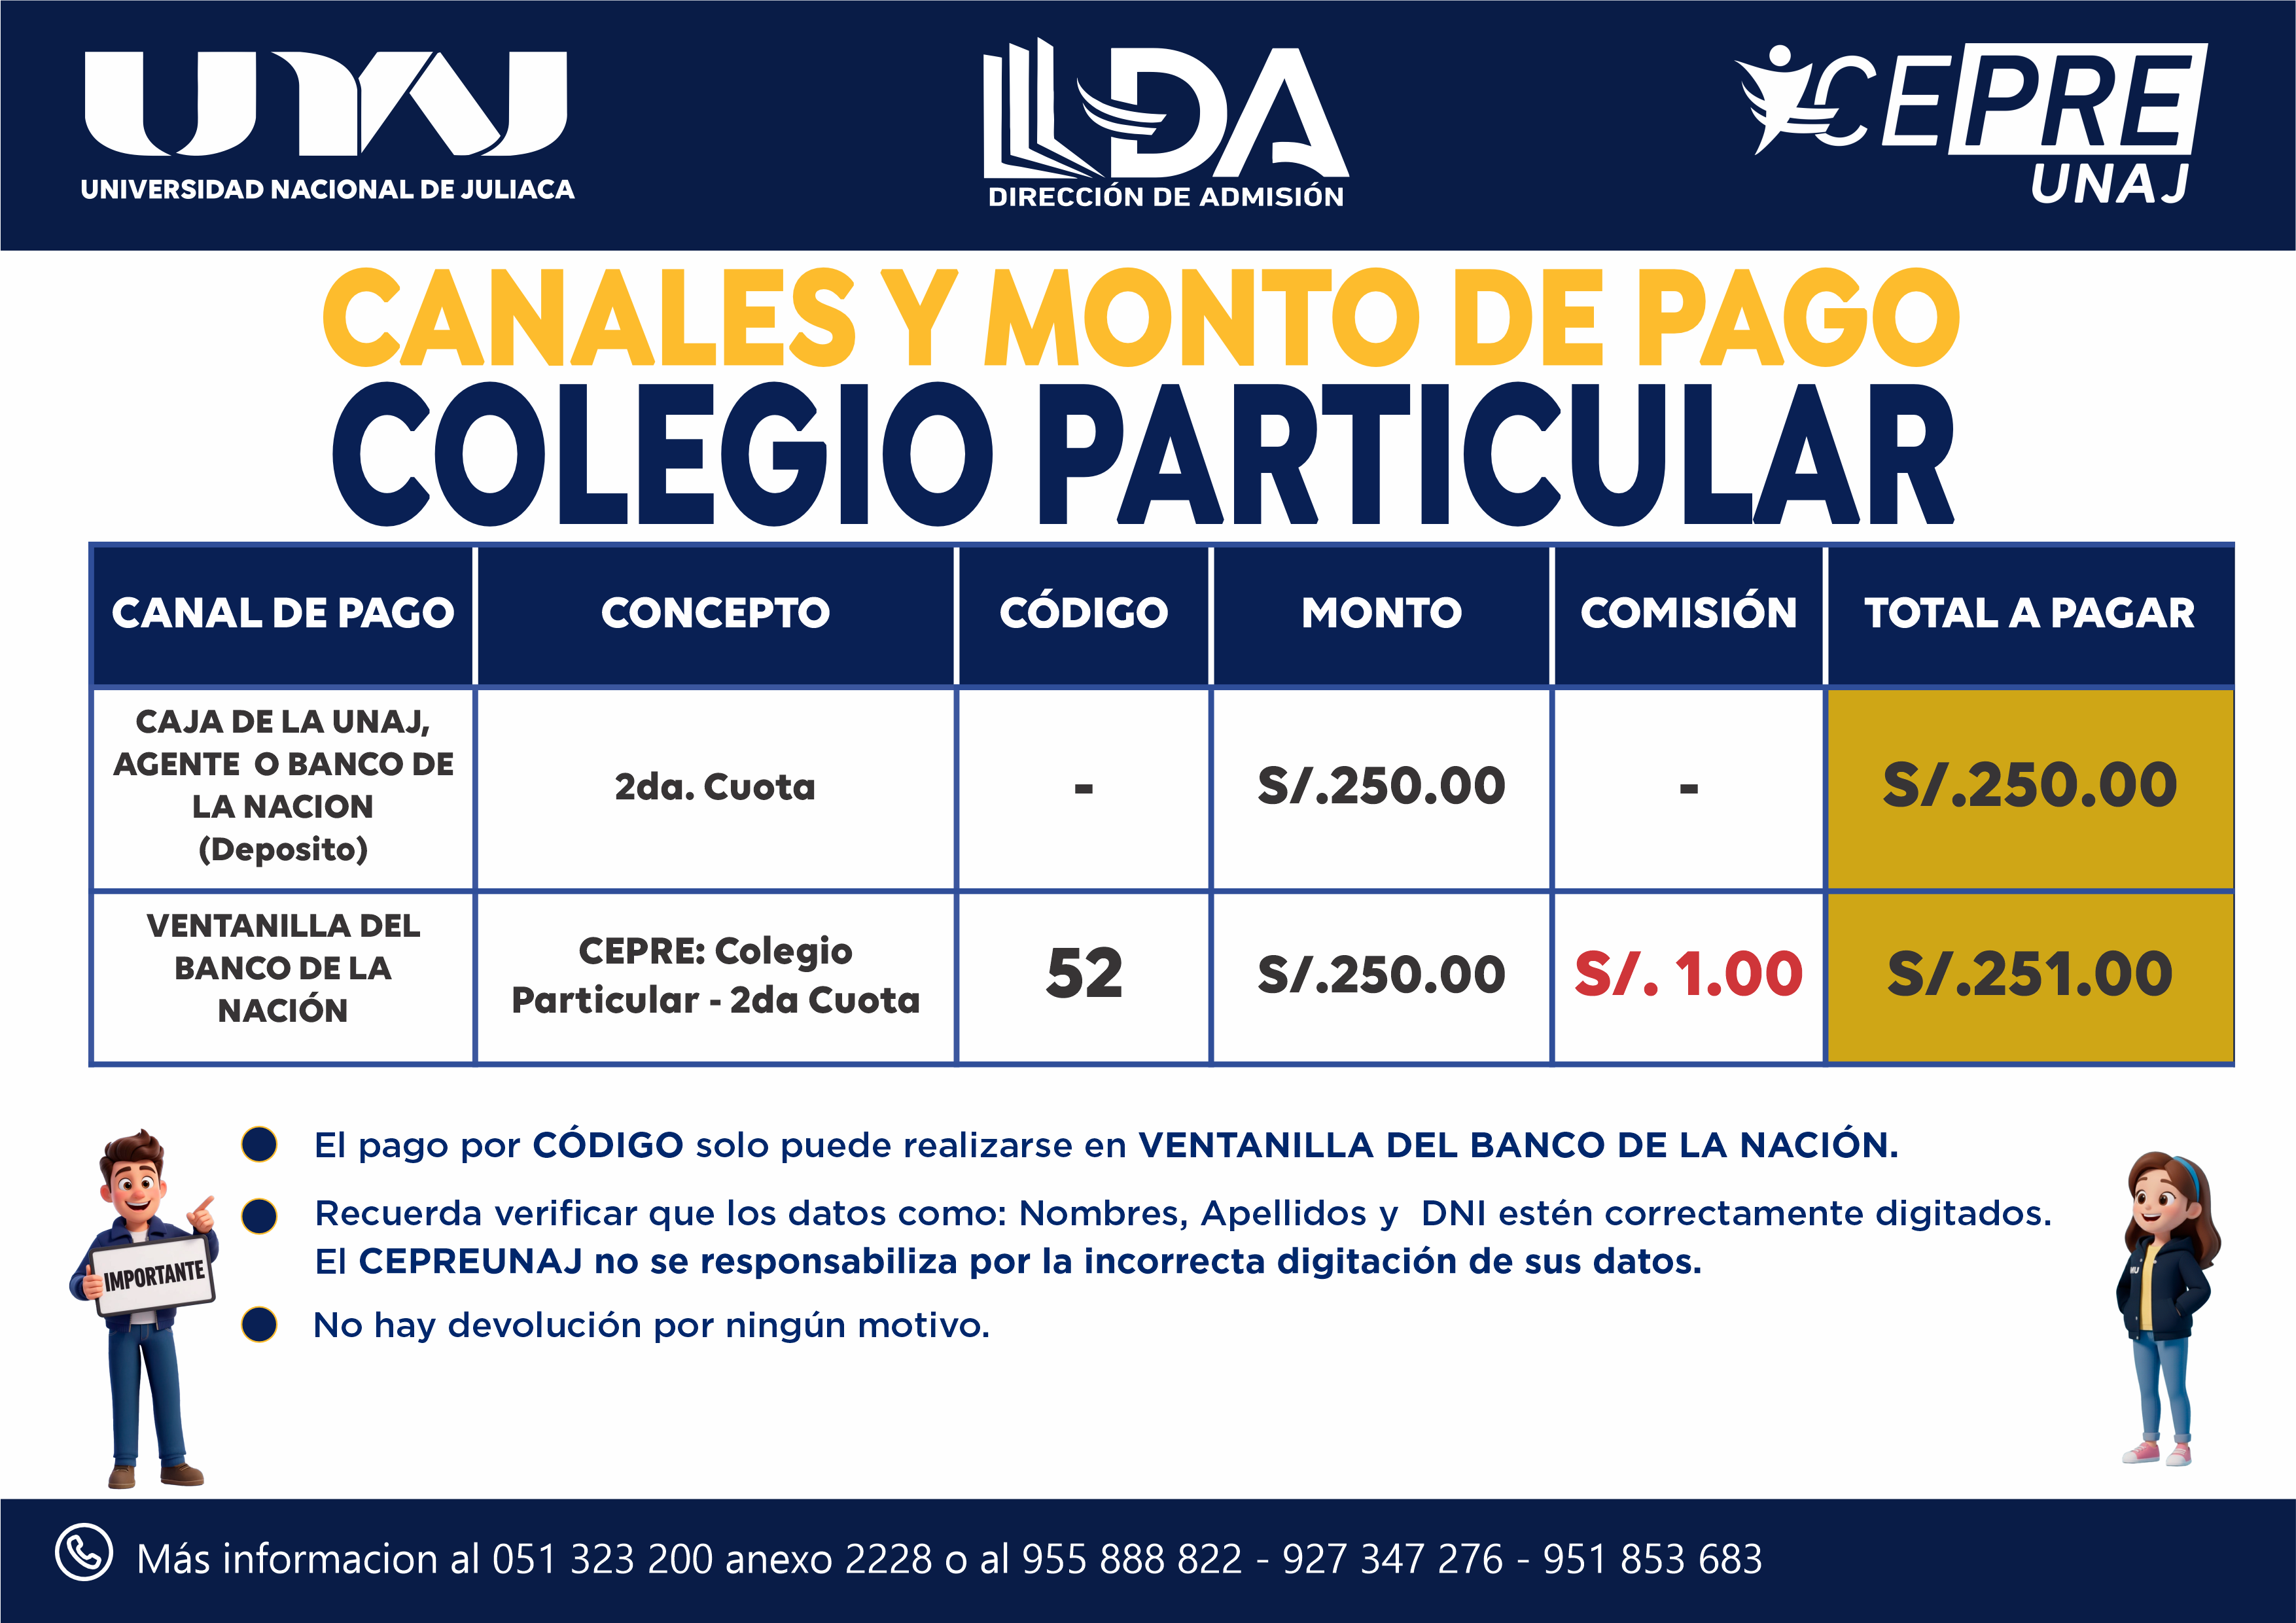 UNAJ
UNIVERSIDAD NACIONAL DE JULIACA
DA
DIRECCIÓN DE ADMISIÓN
CEPRE
UNAJ
CANALES Y MONTO DE PAGO
COLEGIO PARTICULAR
CANAL DE PAGO
CONCEPTO
CÓDIGO
MONTO
COMISIÓN
TOTAL A PAGAR
CAJA DE LA UNAJ,
AGENTE O BANCO DE
LA NACION
(Deposito)
2da. Cuota
-
S/.250.00
-
S/.250.00
VENTANILLA DEL
BANCO DE LA
NACIÓN
CEPRE: Colegio
Particular - 2da Cuota
52
S/.250.00
S/. 1.00
S/.251.00
El pago por CÓDIGO solo puede realizarse en VENTANILLA DEL BANCO DE LA NACIÓN.
Recuerda verificar que los datos como: Nombres, Apellidos y DNI estén correctamente digitados.
El CEPREUNAJ no se responsabiliza por la incorrecta digitación de sus datos.
No hay devolución por ningún motivo.
IMPORTANTE
Más informacion al 051 323 200 anexo 2228 o al 955 888 822 - 927 347 276 - 951 853 683